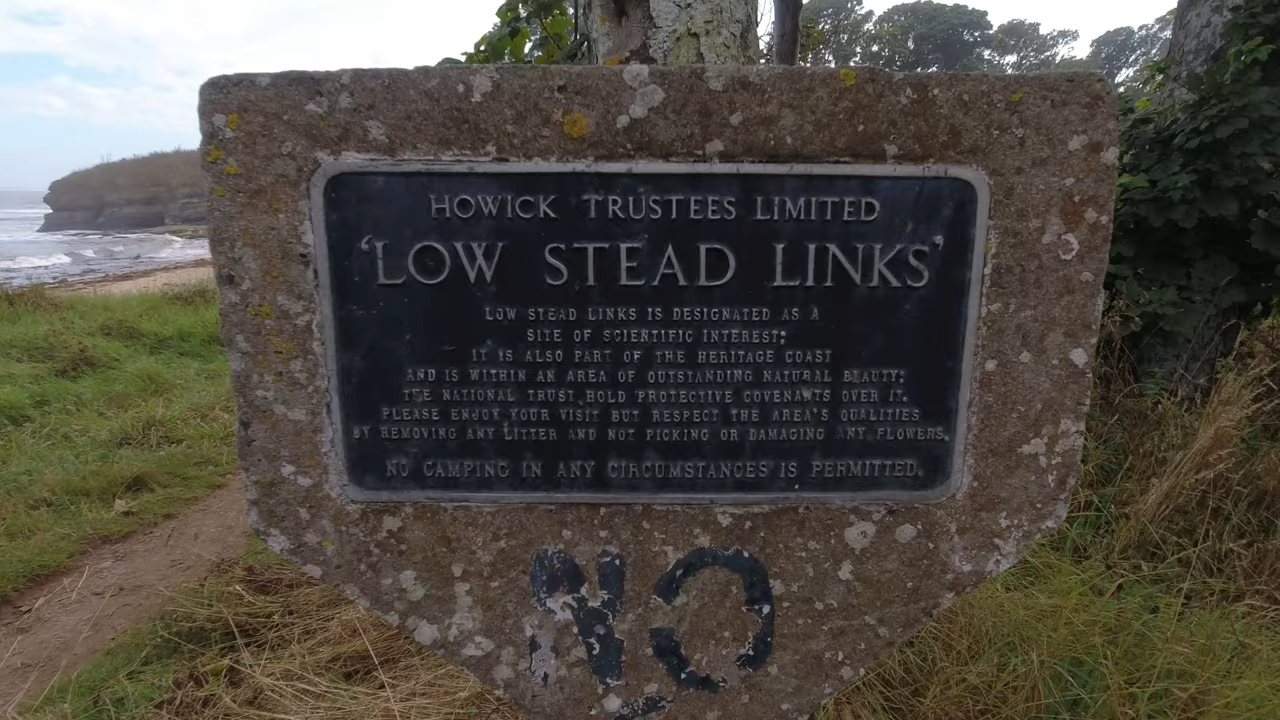 HOWICK TRUSTEES LIMITED
'LOW STEAD LINKS'
LOW STEAD LINKS IS DESIGNATED AS A
SITE OF SCIENTIFIC INTEREST;
IT IS ALSO PART OF THE HERITAGE COAST
AND IS WITHIN AN AREA OF OUTSTANDING NATURAL BEAUTY;
THE NATIONAL TRUST HOLD PROTECTIVE COVENANTS OVER IT.
PLEASE ENJOY YOUR VISIT BUT RESPECT THE AREA'S QUALITIES
BY REMOVING ANY LITTER AND NOT PICKING OR DAMAGING ANY FLOWERS.
NO CAMPING IN ANY CIRCUMSTANCES IS PERMITTED.
NO